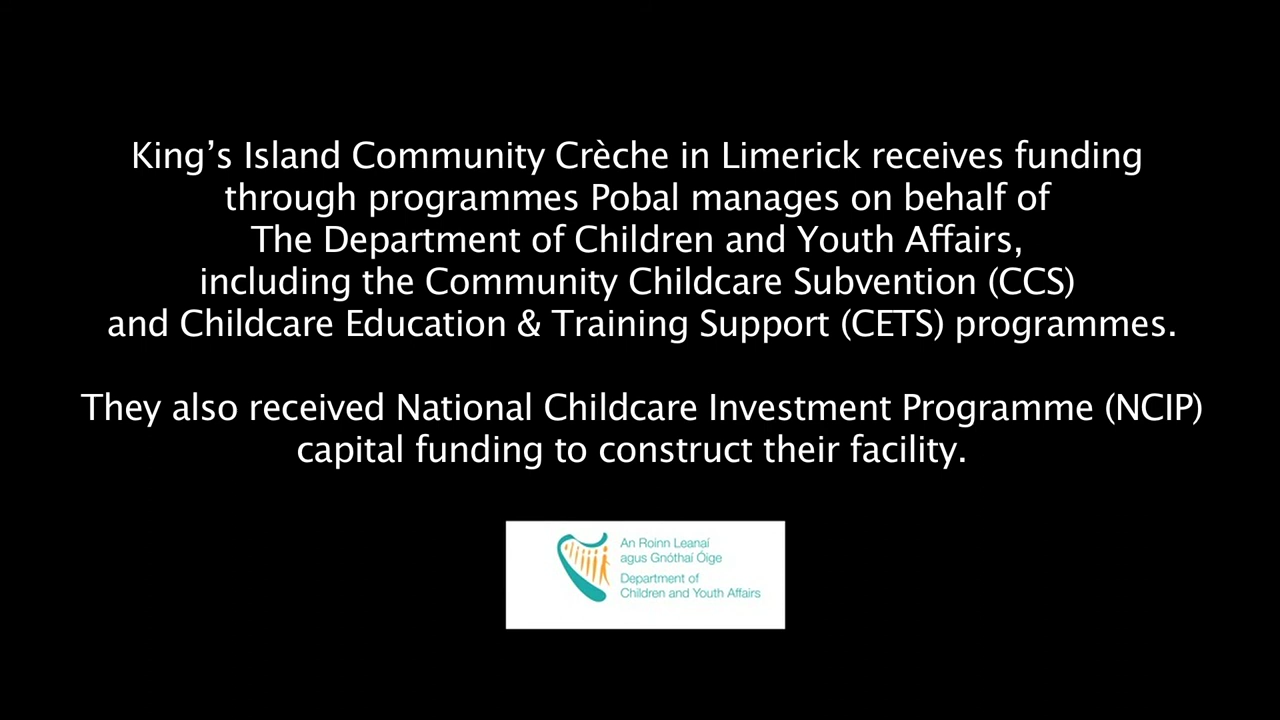 King’s Island Community Crèche in Limerick receives funding
through programmes Pobal manages on behalf of
The Department of Children and Youth Affairs,
including the Community Childcare Subvention (CCS)
and Childcare Education & Training Support (CETS) programmes.
They also received National Childcare Investment Programme (NCIP)
capital funding to construct their facility.
An Roinn Leanaí
agus Gnóthaí Óige
Department of
Children and Youth Affairs